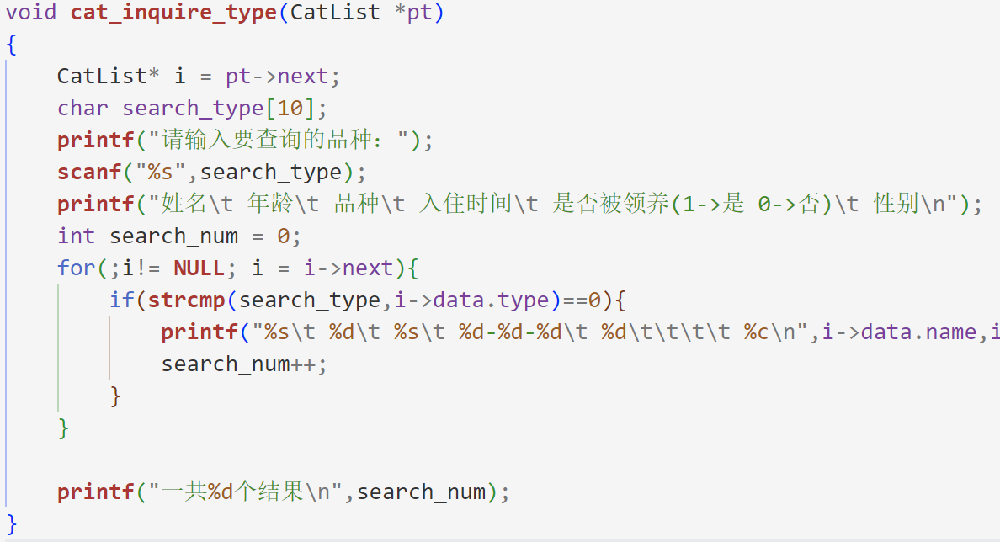 void cat_inquire_type(CatList *pt)
{
    CatList* i = pt->next;
    char search_type[10];
    printf("请输入要查询的品种：");
    scanf("%s",search_type);
    printf("姓名\t 年龄\t 品种\t 入住时间\t 是否被领养(1->是 0->否)\t 性别\n");
    int search_num = 0;
    for(;i!= NULL; i = i->next){
        if(strcmp(search_type,i->data.type)==0){
            printf("%s\t %d\t %s\t %d-%d-%d\t %d\t\t\t\t %c\n",i->data.name,i
            search_num++;
        }
    }
    printf("一共%d个结果\n",search_num);
}